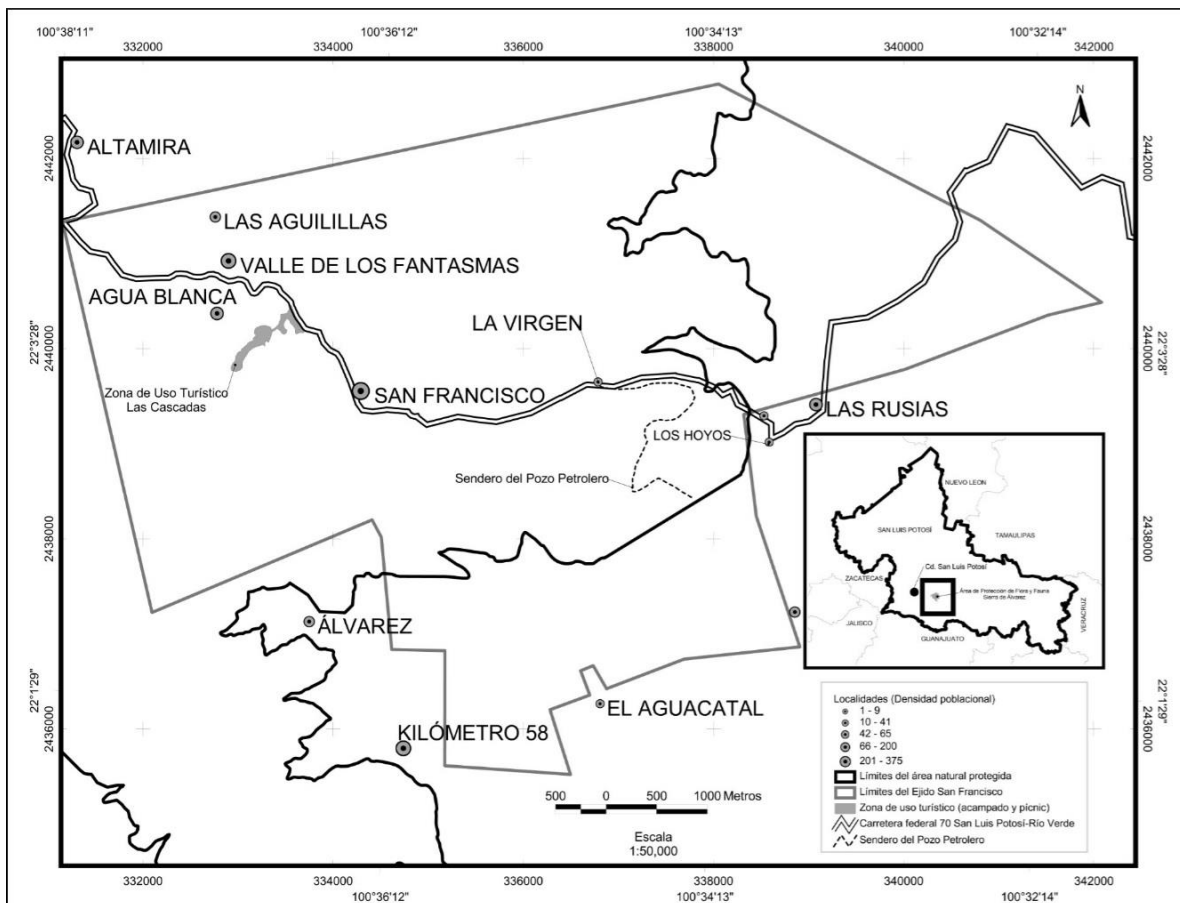 100°38'11"
100°36'12"
100°34'13"
100°32'14"
332000
334000
336000
338000
340000
342000
N
2442000
2442000
ALTAMIRA
LAS AGUILILLAS
VALLE DE LOS FANTASMAS
AGUA BLANCA
LA VIRGEN
22°3'28"
2440000
2440000
22°3'28"
Zona de Uso Turístico
Las Cascadas
SAN FRANCISCO
LAS RUSIAS
LOS HOYOS
Sendero del Pozo Petrolero
NUEVO LEON
SAN LUIS POTOSÍ
TAMAULIPAS
2438000
2438000
ZACATECAS
Cd. San Luis Potosí
Área de Protección de Flora y Fauna
Sierra de Álvarez
VERACRUZ
JALISCO
GUANAJUATO
ÁLVAREZ
22°1'29"
22°1'29"
EL AGUACATAL
2436000
2436000
KILÓMETRO 58
Localidades (Densidad poblacional)
1 - 9
10 - 41
42 - 65
66 - 200
201 - 375
Límites del área natural protegida
Límites del Ejido San Francisco
Zona de uso turístico (acampado y pícnic)
Carretera federal 70 San Luis Potosí-Río Verde
Sendero del Pozo Petrolero
500 0 500 1000 Metros
Escala
1:50,000
332000
334000
336000
338000
340000
342000
100°36'12"
100°34'13"
100°32'14"